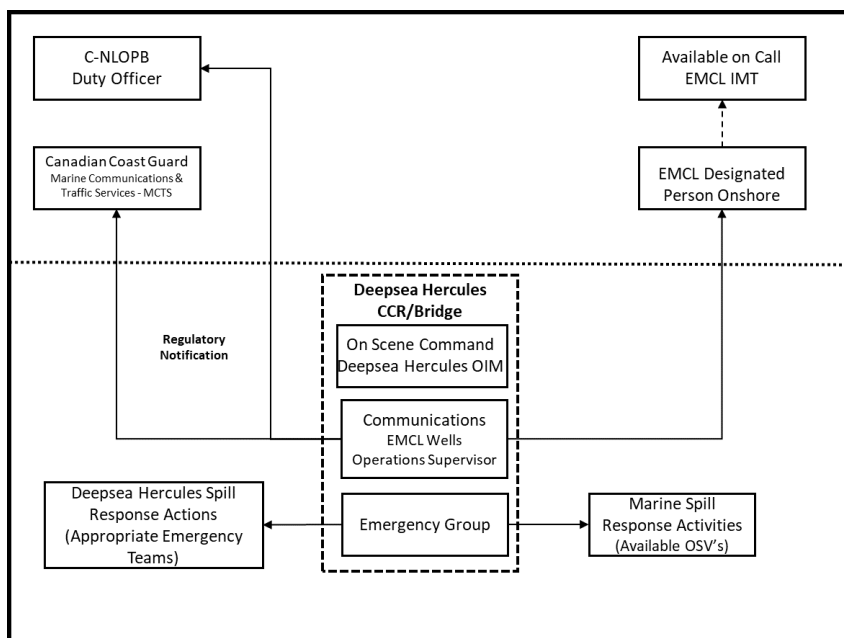 C-NLOPB
Duty Officer
Available on Call
EMCL IMT
Canadian Coast Guard
Marine Communications &
Traffic Services - MCTS
EMCL Designated
Person Onshore
Deepsea Hercules
CCR/Bridge
Regulatory
Notification
On Scene Command
Deepsea Hercules OIM
Communications
EMCL Wells
Operations Supervisor
Deepsea Hercules Spill
Response Actions
(Appropriate Emergency
Teams)
Emergency Group
Marine Spill
Response Activities
(Available OSV's)